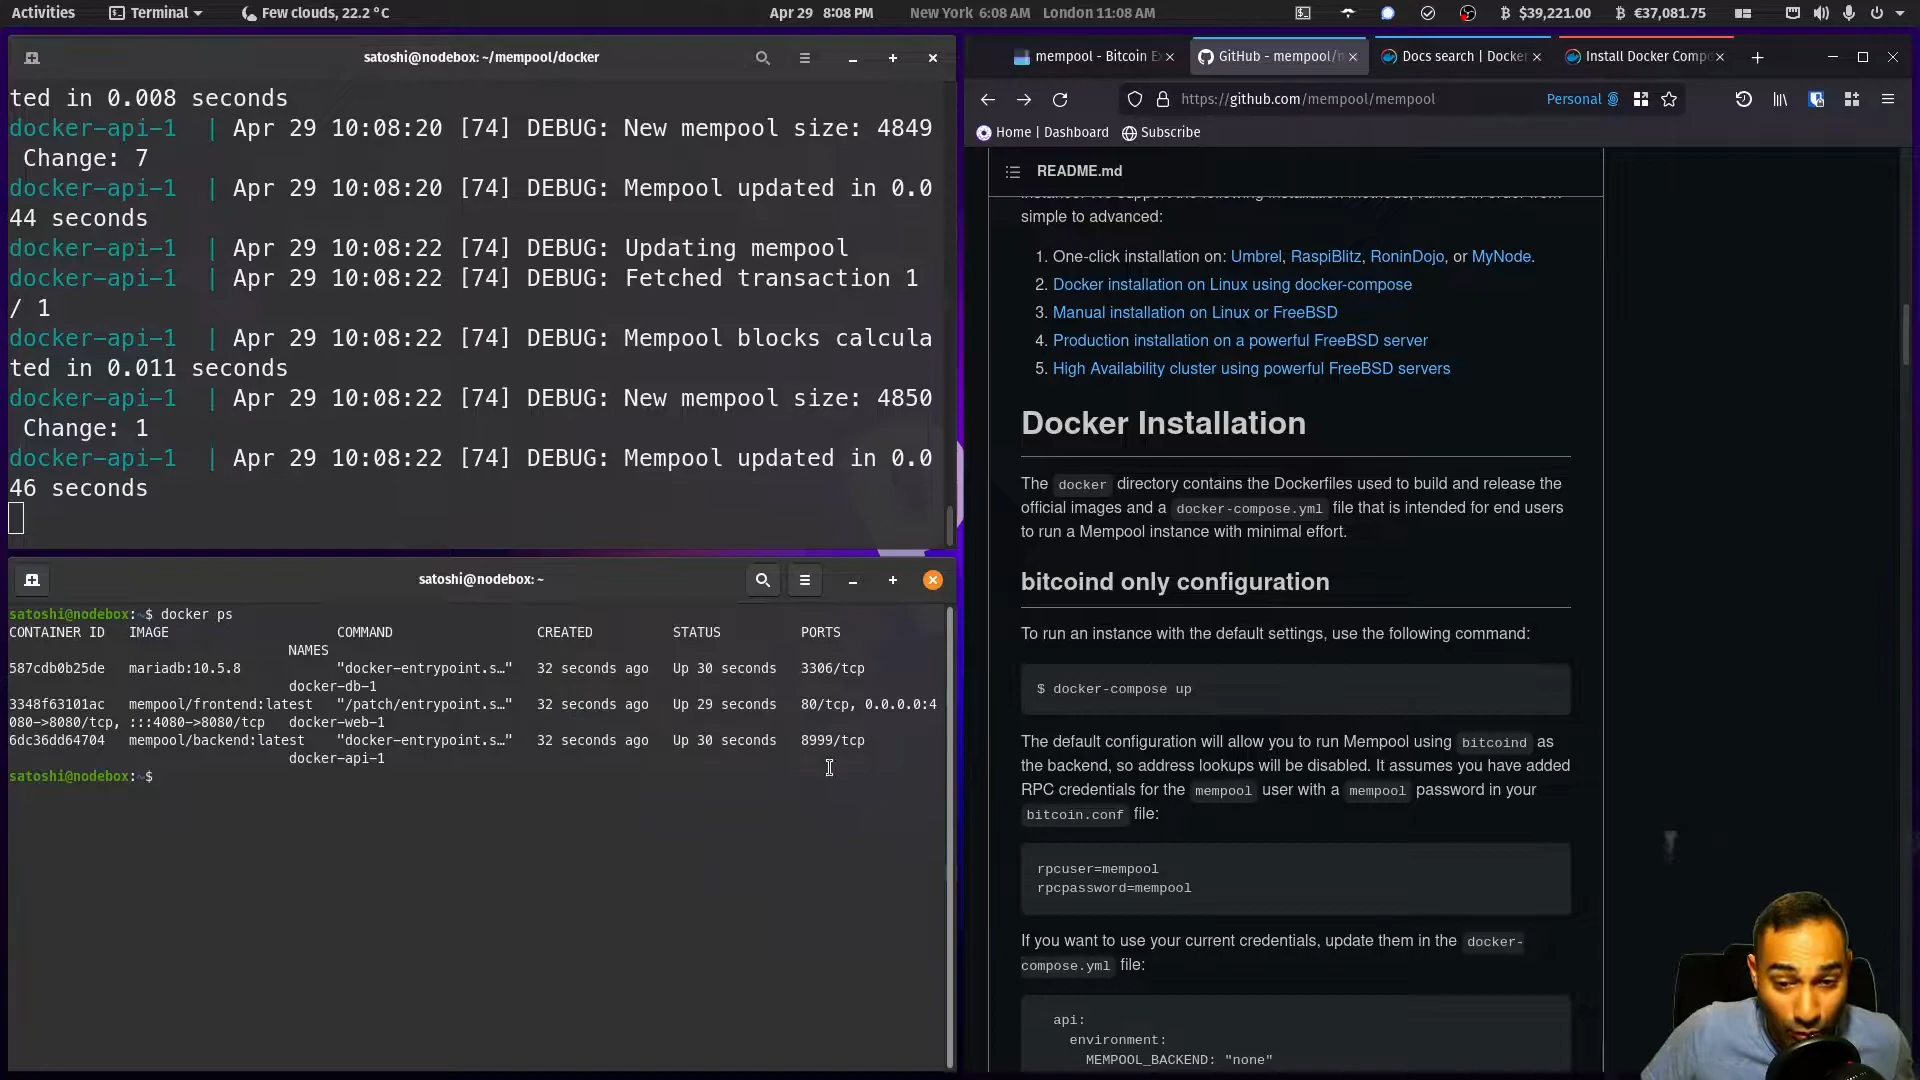 Activities
Terminal
Few clouds, 22.2 °C
Apr 29  8:08 PM
New York 6:08 AM
London 11:08 AM
$39,221.00
€37,081.75
satoshi@nodebox: ~/mempool/docker
ted in 0.008 seconds
docker-api-1  | Apr 29 10:08:20 [74] DEBUG: New mempool size: 4849
 Change: 7
docker-api-1  | Apr 29 10:08:20 [74] DEBUG: Mempool updated in 0.0
44 seconds
docker-api-1  | Apr 29 10:08:22 [74] DEBUG: Updating mempool
docker-api-1  | Apr 29 10:08:22 [74] DEBUG: Fetched transaction 1
/ 1
docker-api-1  | Apr 29 10:08:22 [74] DEBUG: Mempool blocks calcula
ted in 0.011 seconds
docker-api-1  | Apr 29 10:08:22 [74] DEBUG: New mempool size: 4850
 Change: 1
docker-api-1  | Apr 29 10:08:22 [74] DEBUG: Mempool updated in 0.0
46 seconds
satoshi@nodebox: ~
satoshi@nodebox:~$ docker ps
CONTAINER ID   IMAGE                     COMMAND                  CREATED          STATUS          PORTS
                                   NAMES
587cdb0b25de   mariadb:10.5.8            "docker-entrypoint.s…"   32 seconds ago   Up 30 seconds   3306/tcp
                                   docker-db-1
3348f63101ac   mempool/frontend:latest   "/patch/entrypoint.s…"   32 seconds ago   Up 29 seconds   80/tcp, 0.0.0.0:4
080->8080/tcp, :::4080->8080/tcp   docker-web-1
6dc36dd64704   mempool/backend:latest    "docker-entrypoint.s…"   32 seconds ago   Up 30 seconds   8999/tcp
                                   docker-api-1
satoshi@nodebox:~$
mempool - Bitcoin Ex
GitHub - mempool/m
Docs search | Docker
Install Docker Compo
https://github.com/mempool/mempool
Personal
Home | Dashboard
Subscribe
README.md
simple to advanced:
1. One-click installation on: Umbrel, RaspiBlitz, RoninDojo, or MyNode.
2. Docker installation on Linux using docker-compose
3. Manual installation on Linux or FreeBSD
4. Production installation on a powerful FreeBSD server
5. High Availability cluster using powerful FreeBSD servers
Docker Installation
The docker directory contains the Dockerfiles used to build and release the
official images and a docker-compose.yml file that is intended for end users
to run a Mempool instance with minimal effort.
bitcoind only configuration
To run an instance with the default settings, use the following command:
$ docker-compose up
The default configuration will allow you to run Mempool using bitcoind as
the backend, so address lookups will be disabled. It assumes you have added
RPC credentials for the mempool user with a mempool password in your
bitcoin.conf file:
rpcuser=mempool
rpcpassword=mempool
If you want to use your current credentials, update them in the docker-
compose.yml file:
api:
environment:
MEMPOOL_BACKEND: "none"